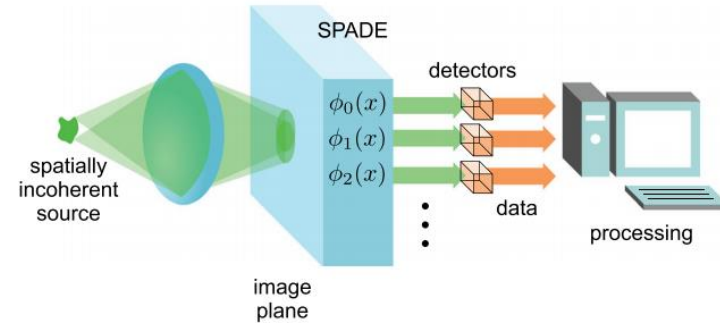 SPADE
detectors
ϕ₀(x)
ϕ₁(x)
ϕ₂(x)
spatially
incoherent
source
data
processing
image
plane